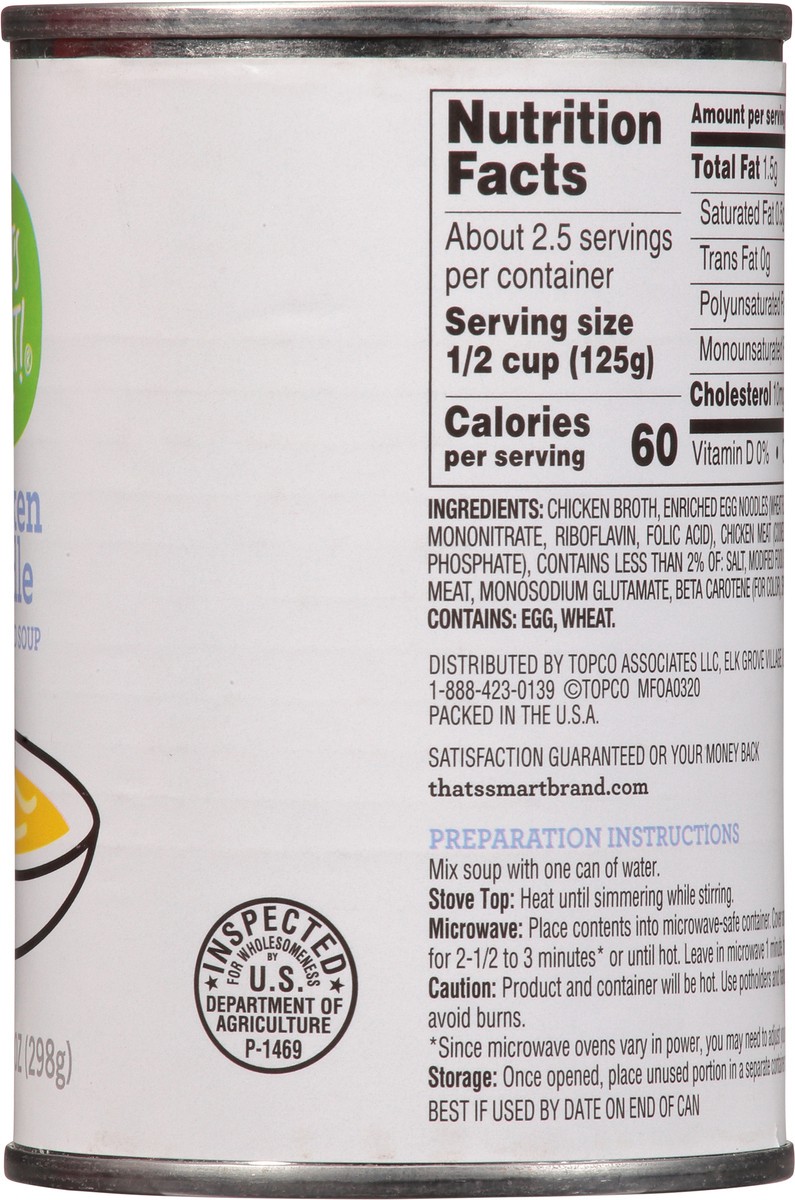 Nutrition
Facts
About 2.5 servings
per container
Serving size
1/2 cup (125g)
Calories
per serving 60
Amount per
Total Fat 1.5g
Saturated Fat
Trans Fat 0g
Polyunsaturated
Monounsaturated
Cholesterol
Vitamin D 0% •
INGREDIENTS: CHICKEN BROTH, ENRICHED EGG NOODLES
MONONITRATE, RIBOFLAVIN, FOLIC ACID), CHICKEN MEAT
PHOSPHATE), CONTAINS LESS THAN 2% OF: SALT, MODIFIED
MEAT, MONOSODIUM GLUTAMATE, BETA CAROTENE (FOR COLOR),
CONTAINS: EGG, WHEAT.
DISTRIBUTED BY TOPCO ASSOCIATES LLC, ELK GROVE VILLAGE
1-888-423-0139 ©TOPCO MFOA0320
PACKED IN THE U.S.A.
SATISFACTION GUARANTEED OR YOUR MONEY BACK
thatssmartbrand.com
PREPARATION INSTRUCTIONS
Mix soup with one can of water.
Stove Top: Heat until simmering while stirring.
Microwave: Place contents into microwave-safe container. Cover
for 2-1/2 to 3 minutes* or until hot. Leave in microwave 1 minute
Caution: Product and container will be hot. Use potholders and
avoid burns.
*Since microwave ovens vary in power, you may need to adjust
Storage: Once opened, place unused portion in a separate
BEST IF USED BY DATE ON END OF CAN
INSPECTED
FOR WHOLESOMENESS
BY
U.S.
DEPARTMENT OF
AGRICULTURE
P-1469
SOUP
(298g)